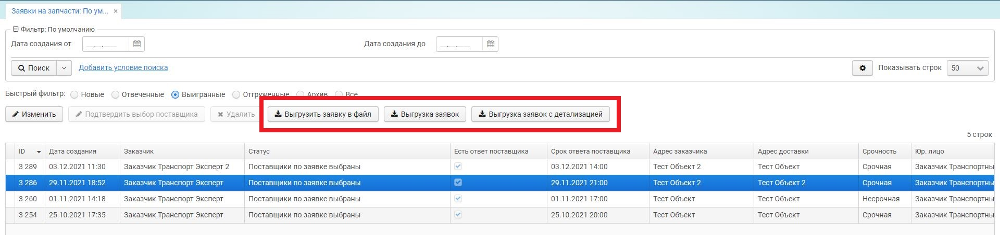 Заявки на запчасти: По ум... ×
Фильтр: По умолчанию
Дата создания от __.__.____ Дата создания до __.__.____
Поиск Добавить условие поиска Показывать строк 50
Быстрый фильтр: Новые Отвеченные Выигранные Отгруженные Архив Все
Изменить Подтвердить выбор поставщика Удалить Выгрузить заявку в файл Выгрузка заявок Выгрузка заявок с детализацией
5 строк
ID Дата создания Заказчик Статус Есть ответ поставщика Срок ответа поставщика Адрес заказчика Адрес доставки Срочность Юр. лицо
3 289 03.12.2021 11:30 Заказчик Транспорт Эксперт 2 Поставщики по заявке выбраны 03.12.2021 14:00 Тест Объект 2 Тест Объект Срочная Заказчик Транспортны
3 286 29.11.2021 18:52 Заказчик Транспорт Эксперт Поставщики по заявке выбраны 29.11.2021 21:00 Тест Объект 2 Тест Объект 2 Срочная Заказчик Транспортны
3 260 01.11.2021 14:18 Заказчик Транспорт Эксперт Поставщики по заявке выбраны 01.11.2021 17:00 Тест Объект Тест Объект Несрочная Заказчик Транспортны
3 254 25.10.2021 17:35 Заказчик Транспорт Эксперт Поставщики по заявке выбраны 25.10.2021 20:00 Тест Объект Тест Объект Срочная Заказчик Транспортны